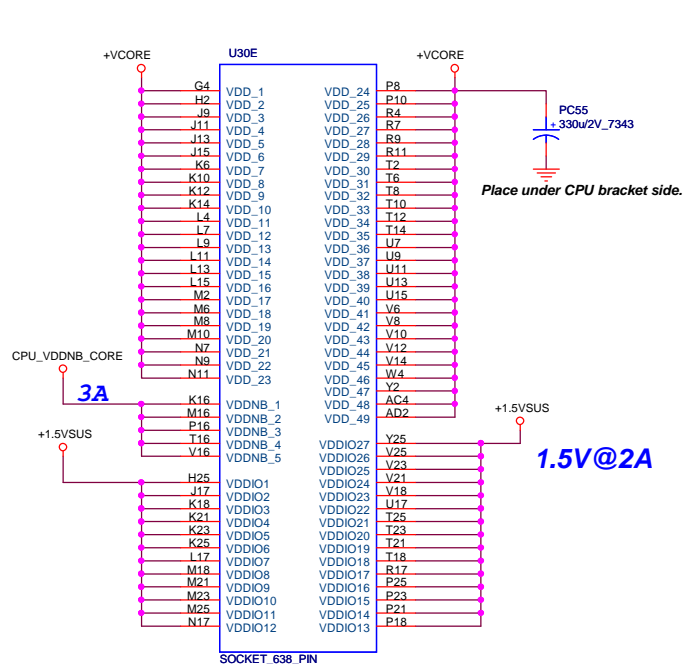 U30E
+VCORE
+VCORE
G4 VDD_1 VDD_24 P8
H2 VDD_2 VDD_25 P10
J9 VDD_3 VDD_26 R4
J11 VDD_4 VDD_27 R7
J13 VDD_5 VDD_28 R9
J15 VDD_6 VDD_29 R11
K6 VDD_7 VDD_30 T2
K10 VDD_8 VDD_31 T6
K12 VDD_9 VDD_32 T8
K14 VDD_10 VDD_33 T10
L4 VDD_11 VDD_34 T12
L7 VDD_12 VDD_35 T14
L9 VDD_13 VDD_36 U7
L11 VDD_14 VDD_37 U9
L13 VDD_15 VDD_38 U11
L15 VDD_16 VDD_39 U13
M2 VDD_17 VDD_40 U15
M6 VDD_18 VDD_41 V6
M8 VDD_19 VDD_42 V8
M10 VDD_20 VDD_43 V10
N7 VDD_21 VDD_44 V12
N9 VDD_22 VDD_45 V14
N11 VDD_23 VDD_46 W4
VDD_47 Y2
K16 VDDNB_1 VDD_48 AC4
M16 VDDNB_2 VDD_49 AD2
P16 VDDNB_3
T16 VDDNB_4 VDDIO27 Y25
V16 VDDNB_5 VDDIO26 V25
VDDIO25 V23
H25 VDDIO1 VDDIO24 V21
J17 VDDIO2 VDDIO23 V18
K18 VDDIO3 VDDIO22 U17
K21 VDDIO4 VDDIO21 T25
K23 VDDIO5 VDDIO20 T23
K25 VDDIO6 VDDIO19 T21
L17 VDDIO7 VDDIO18 T18
M18 VDDIO8 VDDIO17 R17
M21 VDDIO9 VDDIO16 P25
M23 VDDIO10 VDDIO15 P23
M25 VDDIO11 VDDIO14 P21
N17 VDDIO12 VDDIO13 P18
SOCKET_638_PIN
CPU_VDDNB_CORE
3A
+1.5VSUS
PC55
+ 330u/2V_7343
Place under CPU bracket side.
+1.5VSUS
1.5V@2A